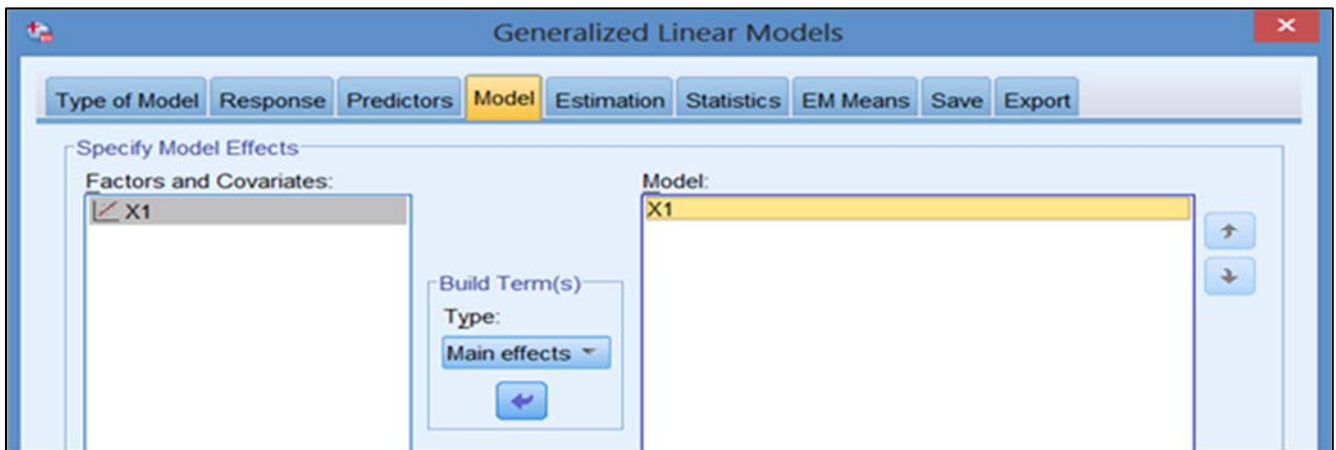 Generalized Linear Models
Type of Model Response Predictors Model Estimation Statistics EM Means Save Export
Specify Model Effects
Factors and Covariates:
Model:
X1
X1
Build Term(s)
Type:
Main effects